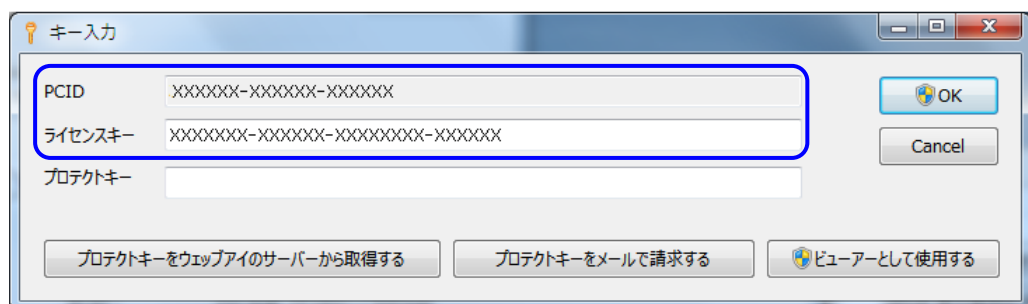 キー入力
PCID XXXXXX-XXXXXX-XXXXXX
OK
ライセンスキー XXXXXXX-XXXXXX-XXXXXXXX-XXXXXX
Cancel
プロテクトキー
プロテクトキーをウェッブアイのサーバーから取得する プロテクトキーをメールで請求する ビューアーとして使用する